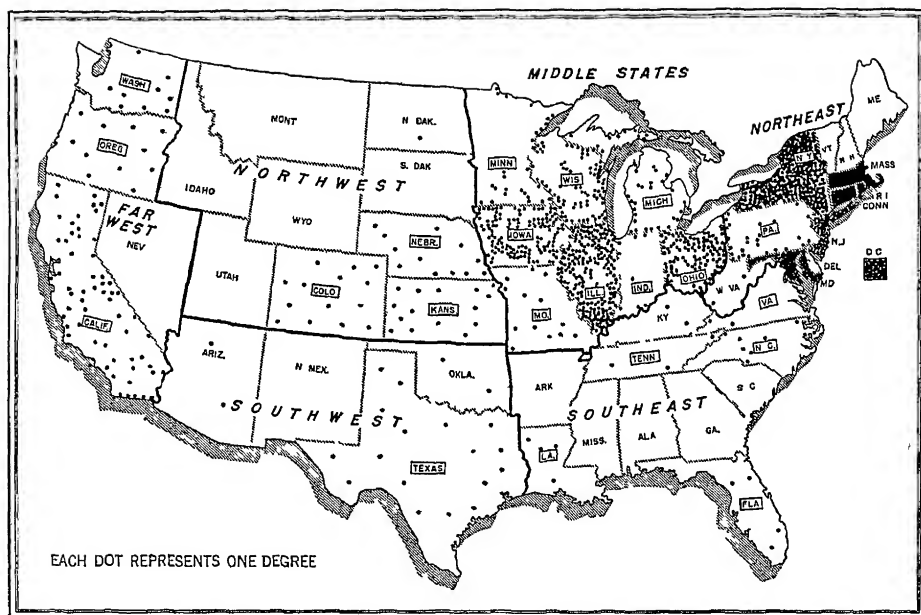 MIDDLE STATES
NORTHEAST
NORTHWEST
FAR WEST
SOUTHWEST
SOUTHEAST
WASH
OREG
CALIF.
NEV
IDAHO
MONT
WYO
UTAH
COLO
ARIZ.
N MEX.
N DAK.
S. DAK
NEBR.
KANS.
OKLA.
TEXAS
MINN
IOWA
MO.
ARK
LA.
WIS
ILL.
MICH
IND.
OHIO
KY
TENN
MISS.
ALA
GA.
FLA
S C
N C.
VA.
W VA
PA.
N Y
VT
N H
ME
MASS
R I
CONN
N.J
DEL
MD
D C
EACH DOT REPRESENTS ONE DEGREE